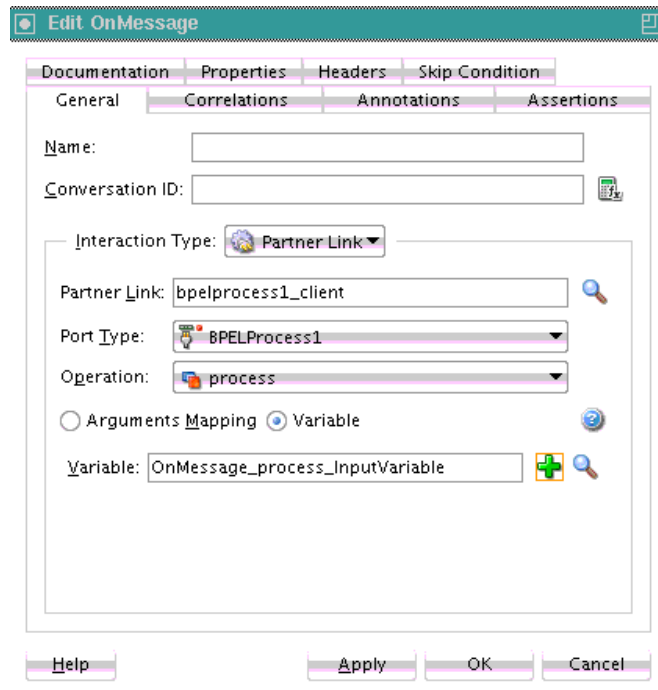 Edit OnMessage
Documentation Properties Headers Skip Condition
General Correlations Annotations Assertions
Name:
Conversation ID:
Interaction Type: Partner Link
Partner Link: bpelprocess1_client
Port Type: BPELProcess1
Operation: process
Arguments Mapping Variable
Variable: OnMessage_process_InputVariable
Help Apply OK Cancel